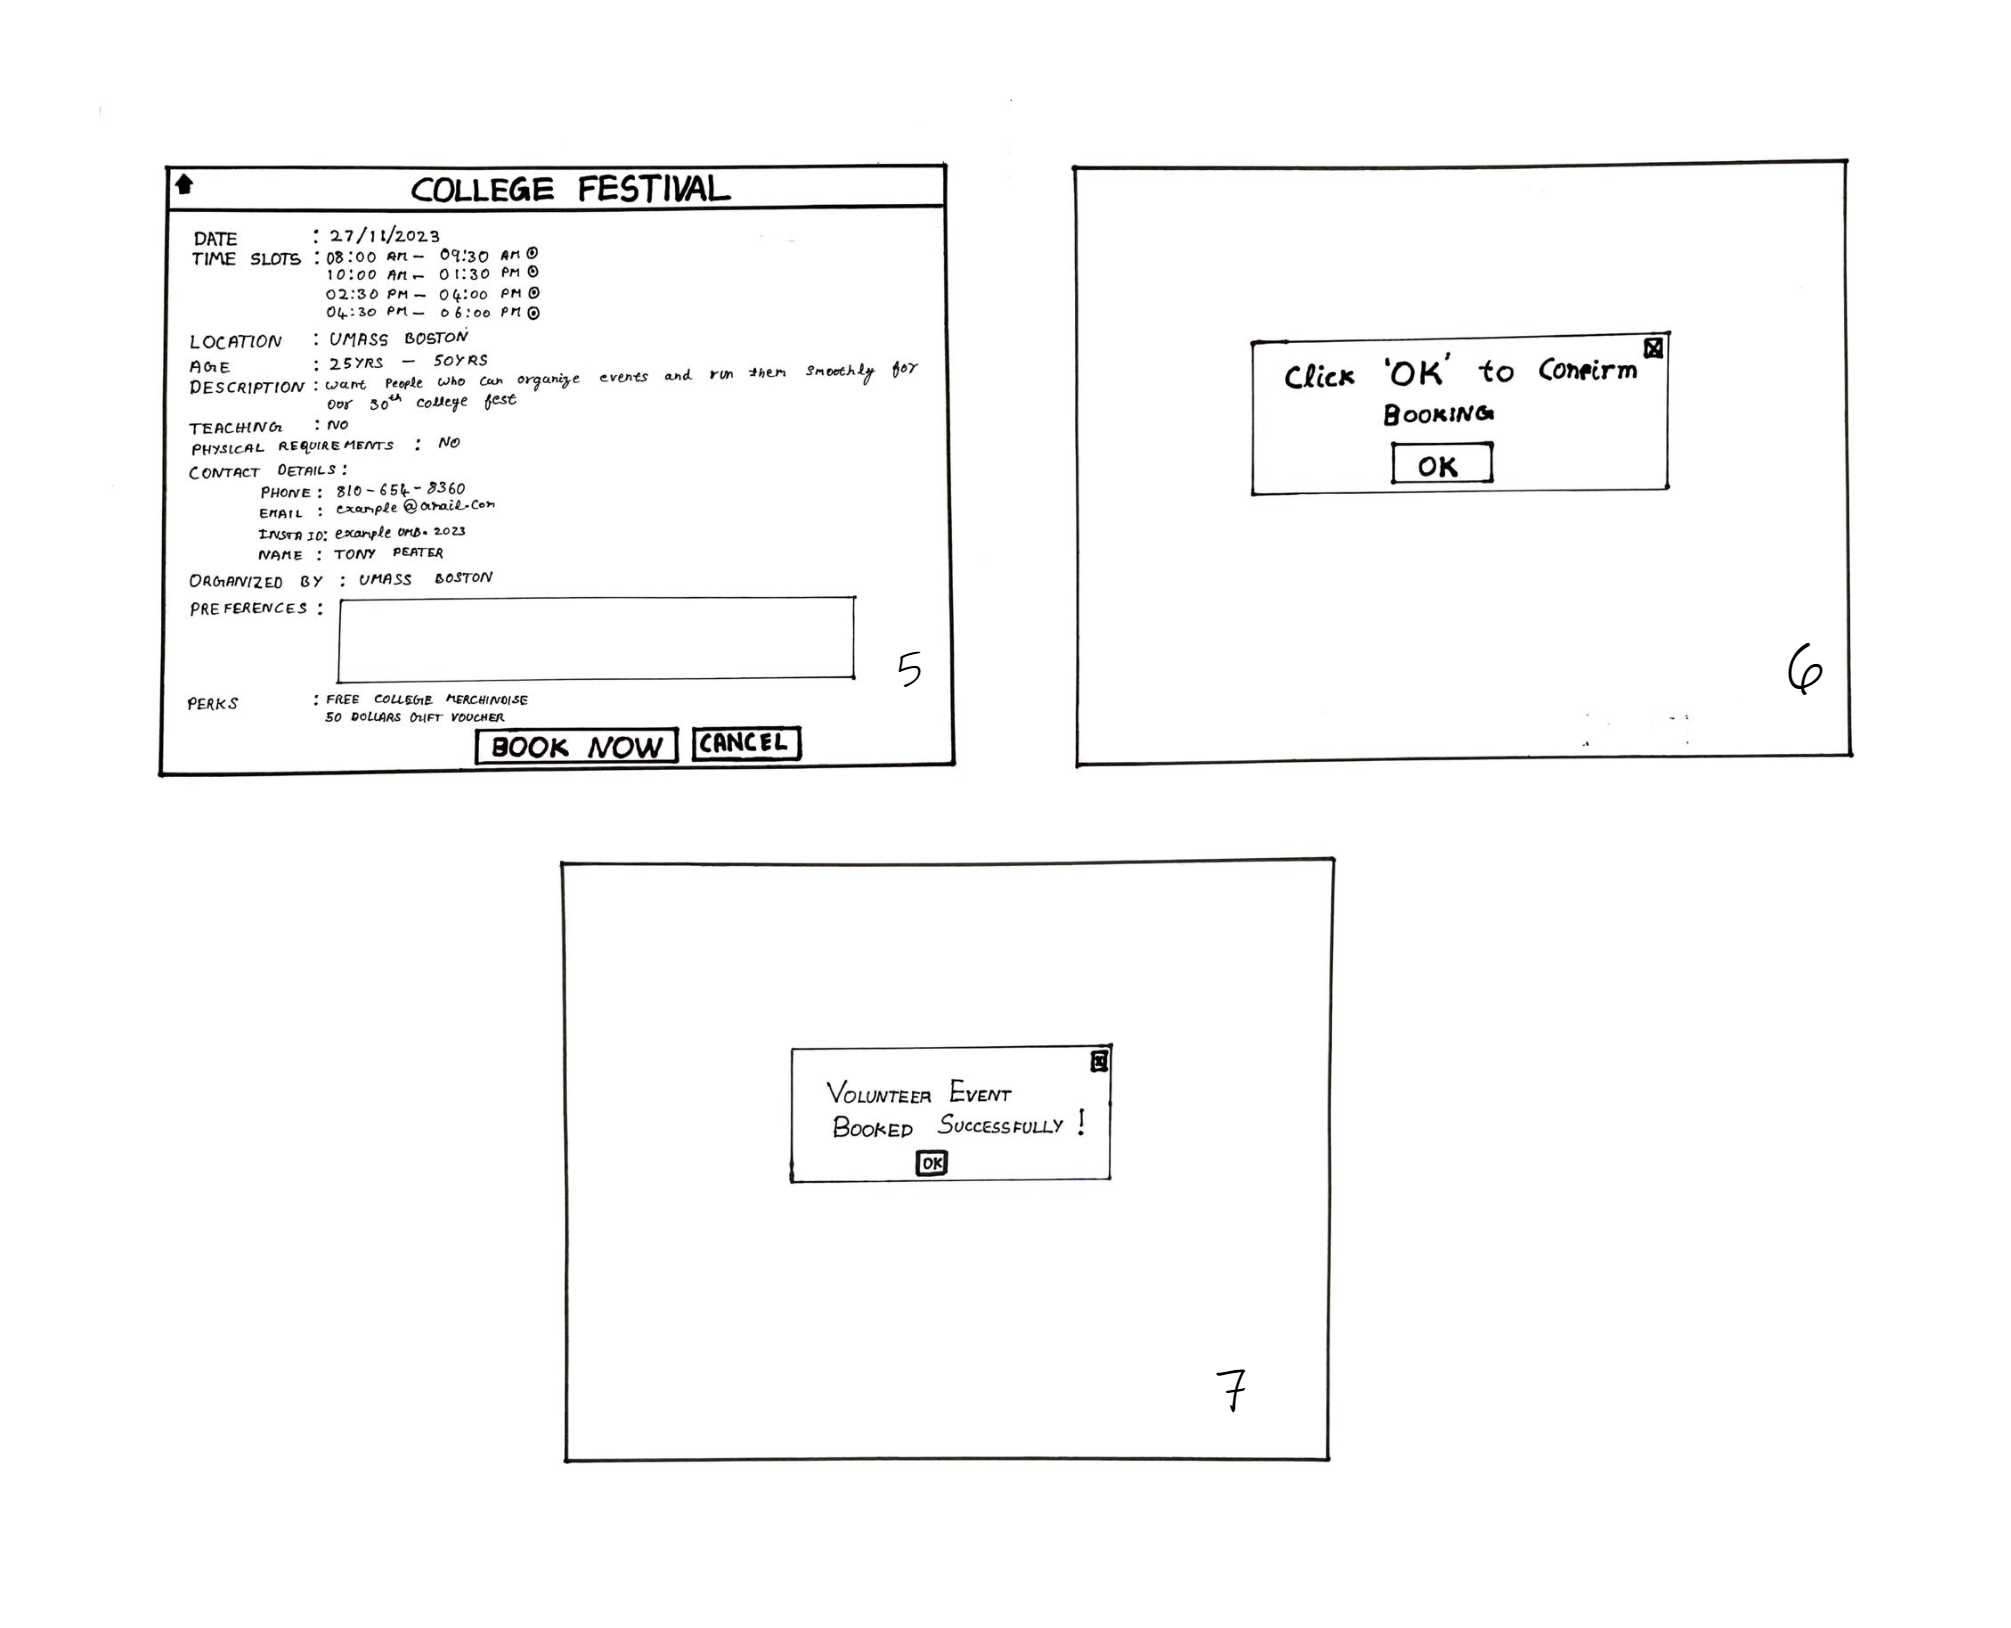 COLLEGE FESTIVAL
DATE : 27/11/2023
TIME SLOTS : 08:00 AM - 09:30 AM
10:00 AM - 01:30 PM
02:30 PM - 04:00 PM
04:30 PM - 06:00 PM
LOCATION : UMASS BOSTON
AGE : 25YRS - 50YRS
DESCRIPTION : want People who can organize events and run them smoothly for
our 30th college fest
TEACHING : NO
PHYSICAL REQUIREMENTS : NO
CONTACT DETAILS :
PHONE : 810-654-8360
EMAIL : example@
INSTA ID: example 2023
NAME : TONY PEATER
ORGANIZED BY : UMASS BOSTON
PREFERENCES :
5
PERKS : FREE COLLEGE MERCHINDISE
50 DOLLARS GIFT VOUCHER
BOOK NOW CANCEL
Click 'OK' to Confirm
BOOKING
OK
6
VOLUNTEER EVENT
BOOKED SUCCESSFULLY !
OK
7